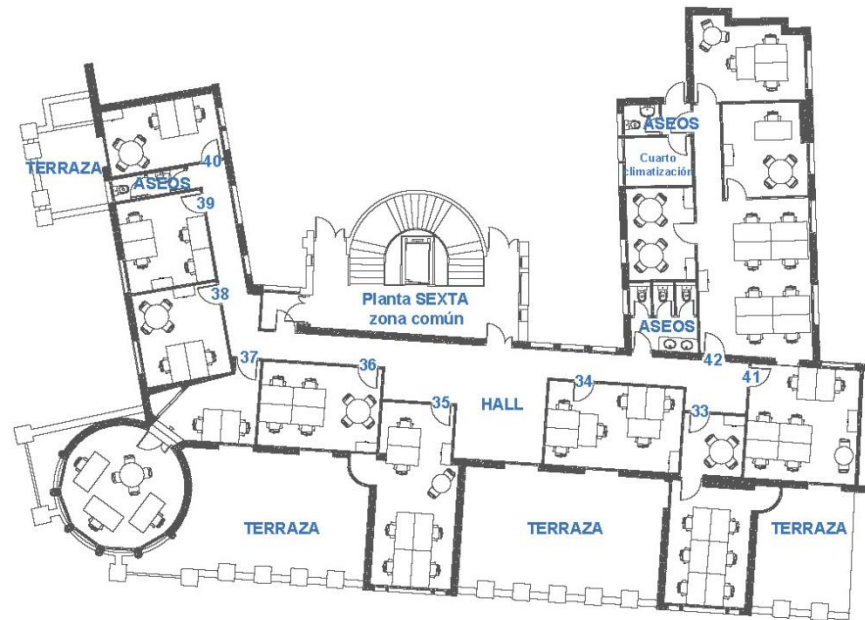 ASEOS
Cuarto
climatización
TERRAZA
40
ASEOS
39
38
Planta SEXTA
zona común
ASEOS
37
36
35
HALL
34
33
42
41
TERRAZA
TERRAZA
TERRAZA